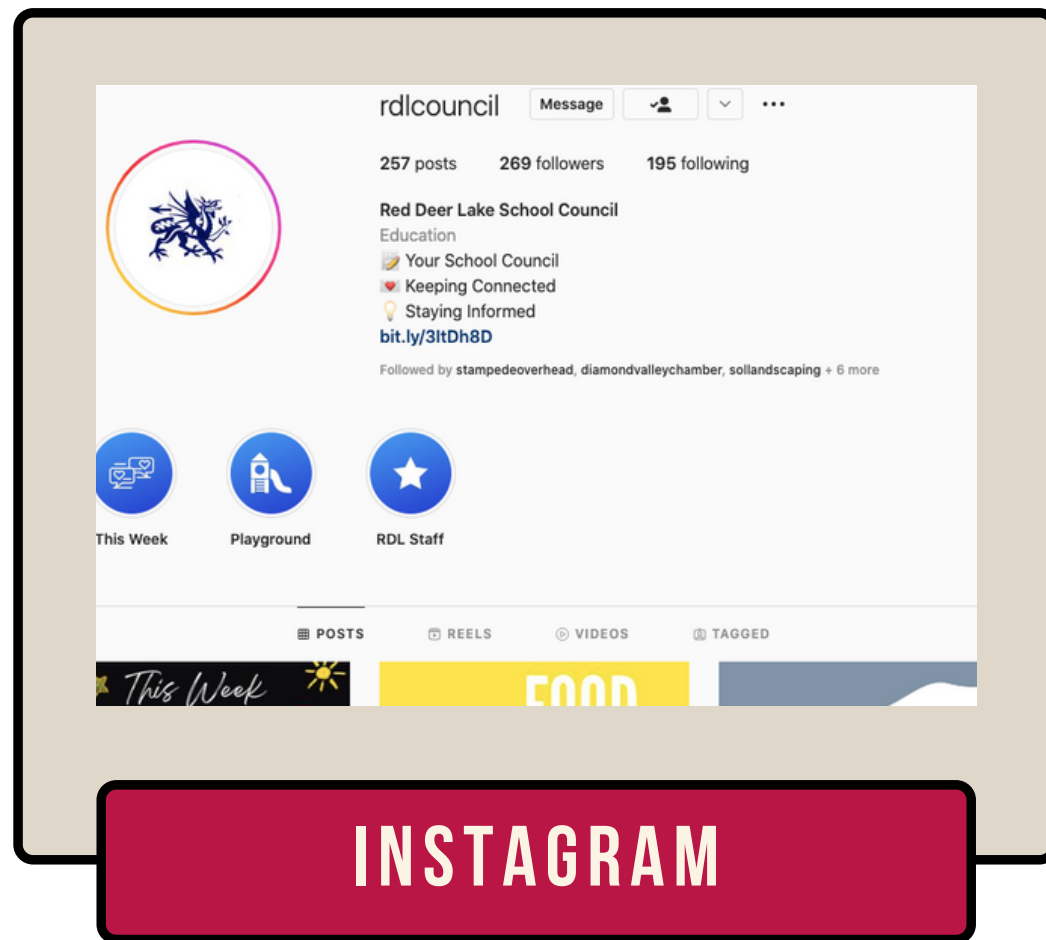 rdlcouncil Message
257 posts 269 followers 195 following
Red Deer Lake School Council
Education
Your School Council
Keeping Connected
Staying Informed
bit.ly/3ItDh8D
Followed by stampedeoverhead, diamondvalleychamber, sollandscaping + 6 more
This Week Playground RDL Staff
POSTS REELS VIDEOS TAGGED
This Week FOOD
INSTAGRAM